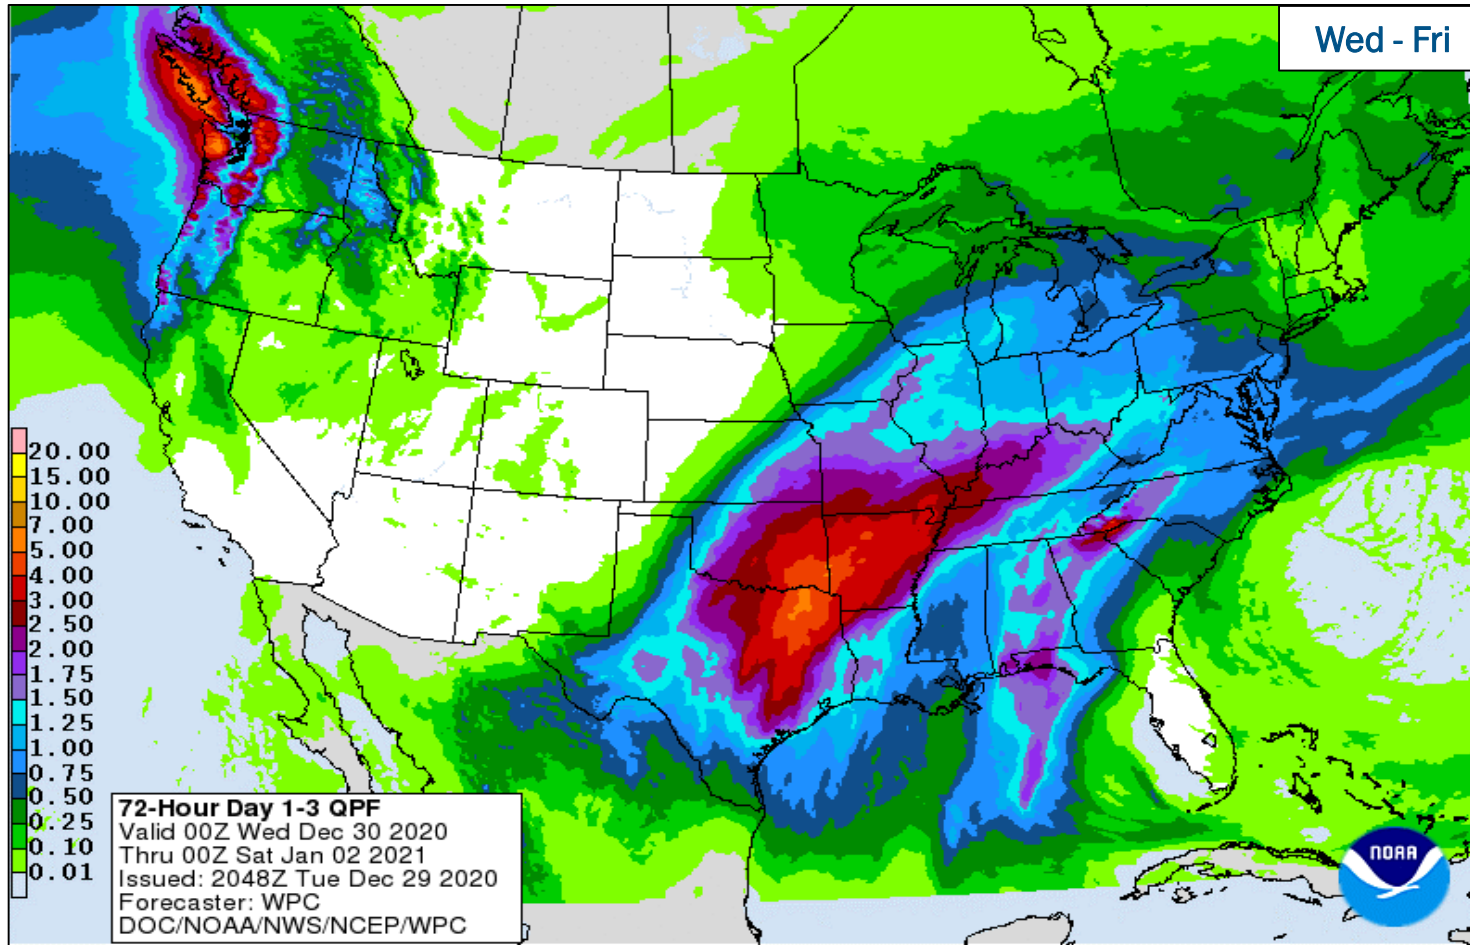 Wed - Fri
20.00
15.00
10.00
7.00
5.00
4.00
3.00
2.50
2.00
1.75
1.50
1.25
1.00
0.75
0.50
0.25
0.10
0.01
72-Hour Day 1-3 QPF
Valid 00Z Wed Dec 30 2020
Thru 00Z Sat Jan 02 2021
Issued: 2048Z Tue Dec 29 2020
Forecaster: WPC
DOC/NOAA/NWS/NCEP/WPC
NOAA